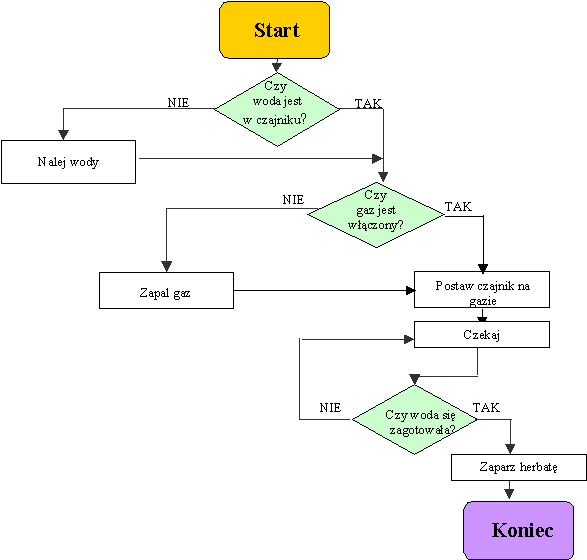 Start
Czy
woda jest
w czajniku?
NIE
TAK
Nalej wody
Czy
gaz jest
włączony?
NIE
TAK
Zapal gaz
Postaw czajnik na
gazie
Czekaj
Czy woda się
zagotowała?
NIE
TAK
Zaparz herbatę
Koniec